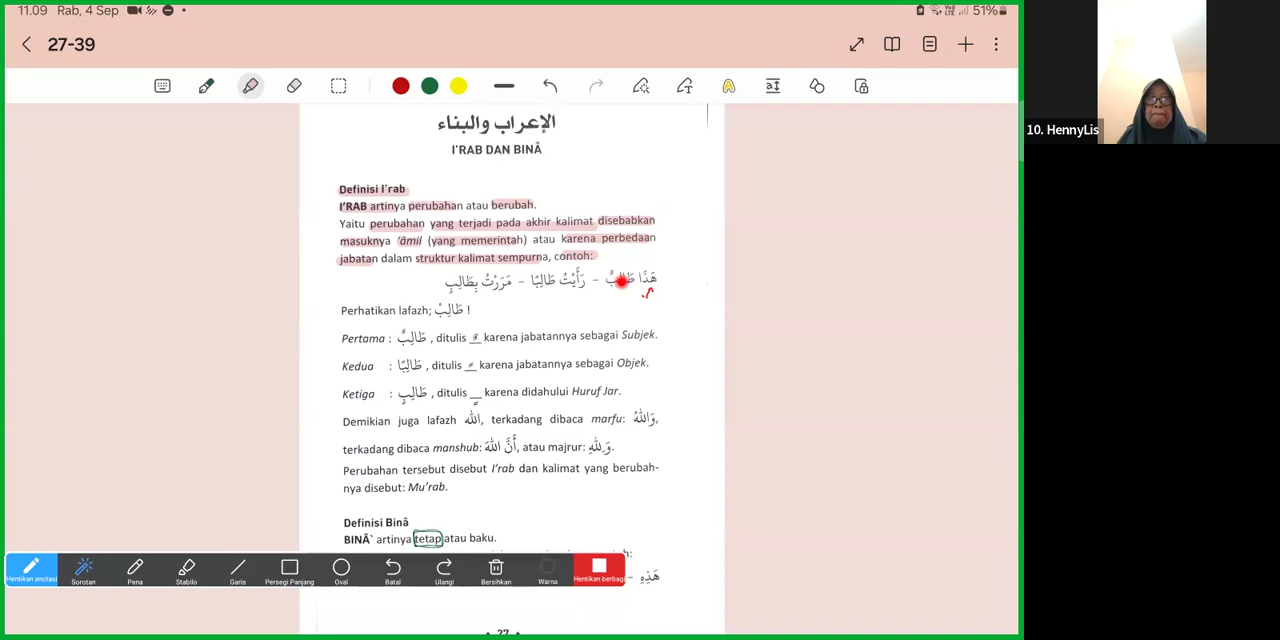 11.09 Rab, 4 Sep 51%
27-39
10. HennyLis
الإعراب والبناء
I'RAB DAN BINÂ
Definisi I'rab
I'RAB artinya perubahan atau berubah.
Yaitu perubahan yang terjadi pada akhir kalimat disebabkan
masuknya 'âmil (yang memerintah) atau karena perbedaan
jabatan dalam struktur kalimat sempurna, contoh:
هَذَا طَالِبٌ – رَأَيْتُ طَالِبًا – مَرَرْتُ بِطَالِبٍ
Perhatikan lafazh; طَالِبْ !
Pertama : طَالِبٌ , ditulis ـٌ karena jabatannya sebagai Subjek.
Kedua : طَالِبًا , ditulis ـً karena jabatannya sebagai Objek.
Ketiga : طَالِبٍ , ditulis ـٍ karena didahului Huruf Jar.
Demikian juga lafazh الله, terkadang dibaca marfu: وَاللهُ,
terkadang dibaca manshub: أَنَّ اللهَ, atau majrur: وَلِلهِ.
Perubahan tersebut disebut I'rab dan kalimat yang berubah-
nya disebut: Mu'rab.
Definisi Binâ
BINÂ` artinya tetap atau baku.
h:
هَذِهِ –
Hentikan anotasi Sorotan Pena Stabilo Garis Persegi Panjang Oval Batal Ulangi Bersihkan Warna Hentikan berbagi
• 27 •